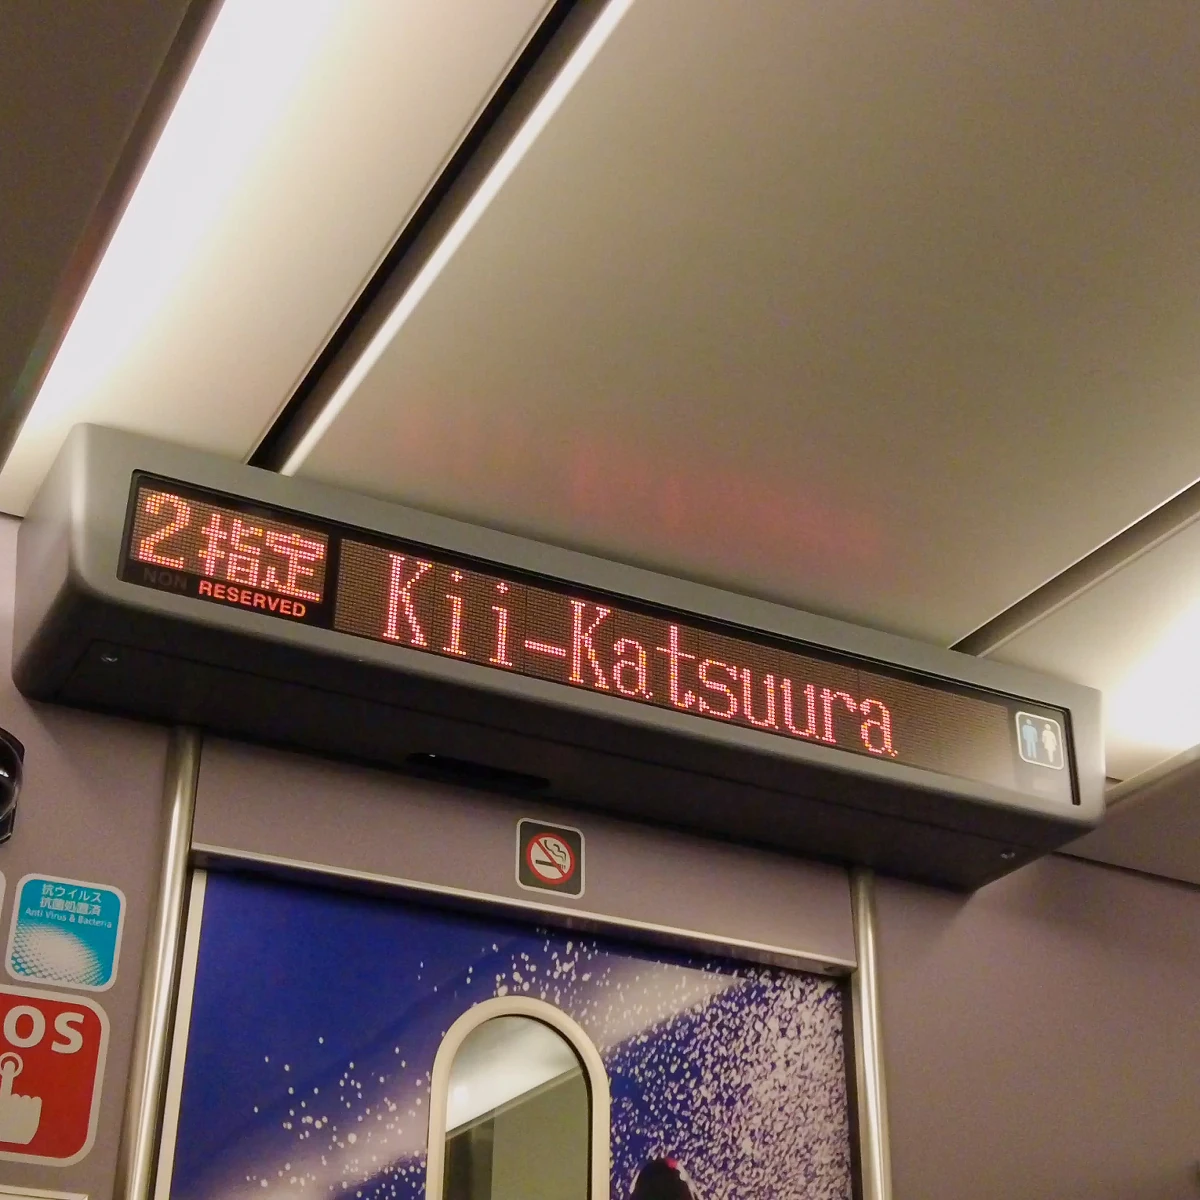 2 指定
NON RESERVED
Kii-Katsuura
抗ウイルス
抗菌処置済
Anti Virus & Bacteria
OS